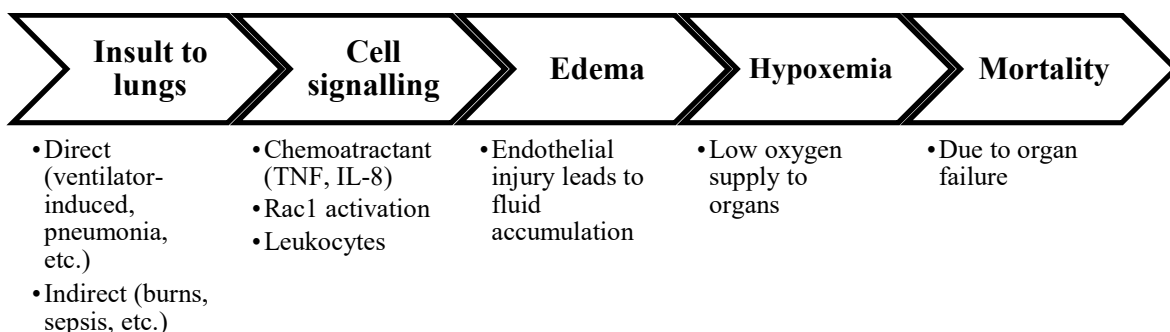 Insult to
lungs
Cell
signalling
Edema
Hypoxemia
Mortality
•Direct
(ventilator-
induced,
pneumonia,
etc.)
•Indirect (burns,
sepsis, etc.)
•Chemoatractant
(TNF, IL-8)
•Rac1 activation
•Leukocytes
•Endothelial
injury leads to
fluid
accumulation
•Low oxygen
supply to
organs
•Due to organ
failure